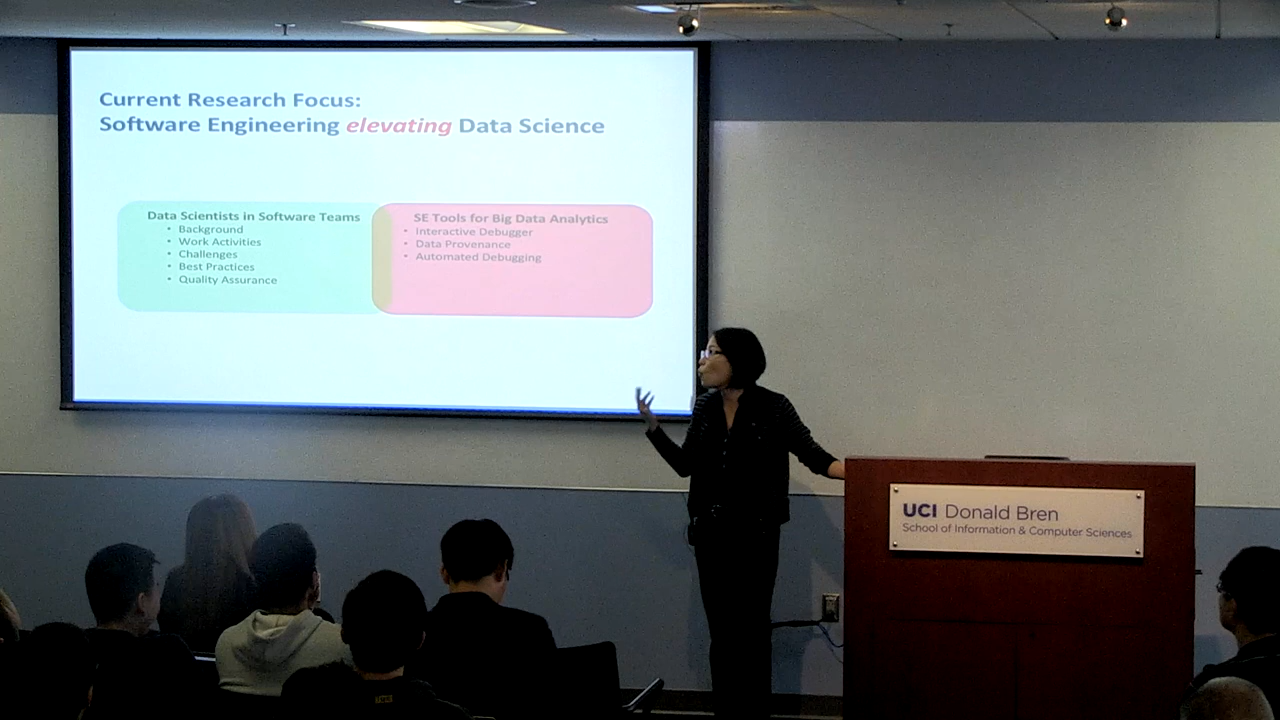 Current Research Focus:
Software Engineering elevating Data Science
Data Scientists in Software Teams
• Background
• Work Activities
• Challenges
• Best Practices
• Quality Assurance
SE Tools for Big Data Analytics
• Interactive Debugger
• Data Provenance
• Automated Debugging
UCI Donald Bren
School of Information & Computer Sciences